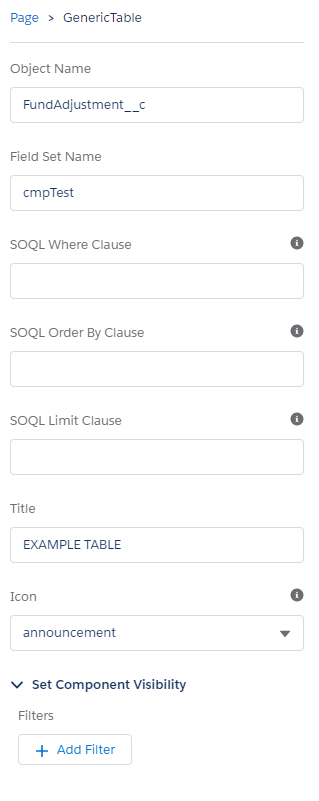 Page > GenericTable
Object Name
FundAdjustment__c
Field Set Name
cmpTest
SOQL Where Clause
SOQL Order By Clause
SOQL Limit Clause
Title
EXAMPLE TABLE
Icon
announcement
Set Component Visibility
Filters
+ Add Filter